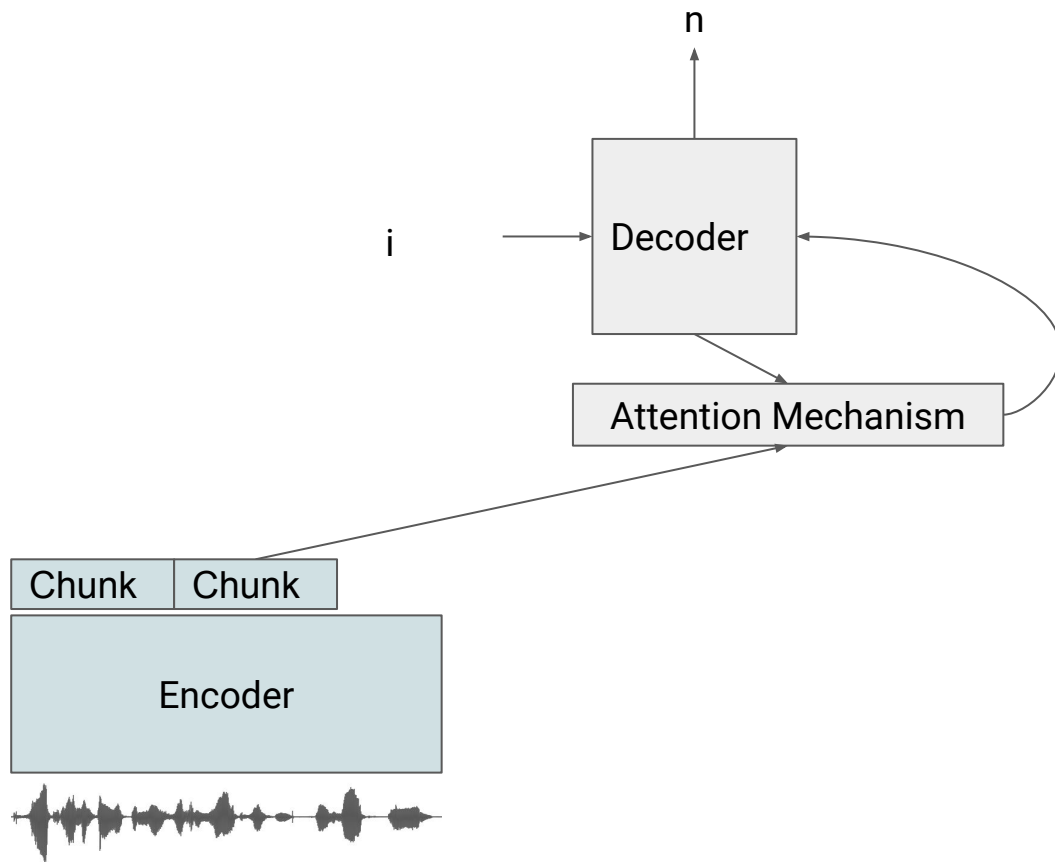 n
i
Decoder
Attention Mechanism
Chunk
Chunk
Encoder